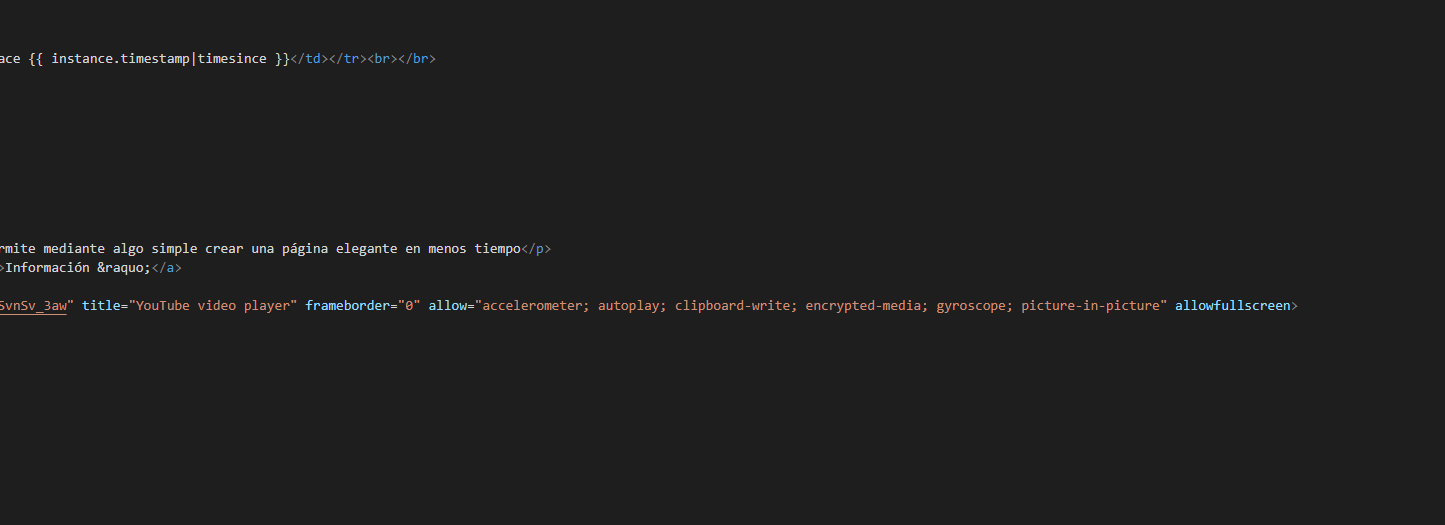 ace {{ instance.timestamp|timesince }}</td></tr><br></br>
rmite mediante algo simple crear una página elegante en menos tiempo</p>
>Información &raquo;</a>
SvnSv_3aw" title="YouTube video player" frameborder="0" allow="accelerometer; autoplay; clipboard-write; encrypted-media; gyroscope; picture-in-picture" allowfullscreen>